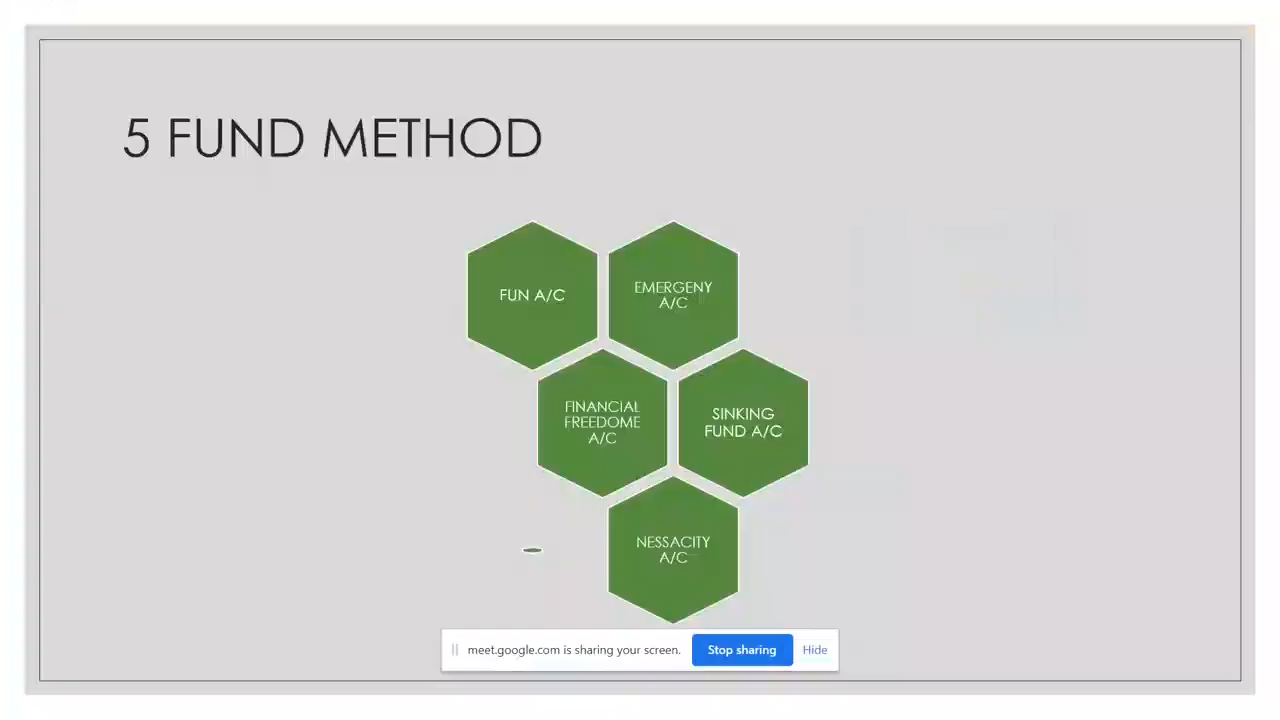 5 FUND METHOD
FUN A/C
EMERGENY
A/C
FINANCIAL
FREEDOME
A/C
SINKING
FUND A/C
NESSACITY
A/C
meet.google.com is sharing your screen.
Stop sharing
Hide